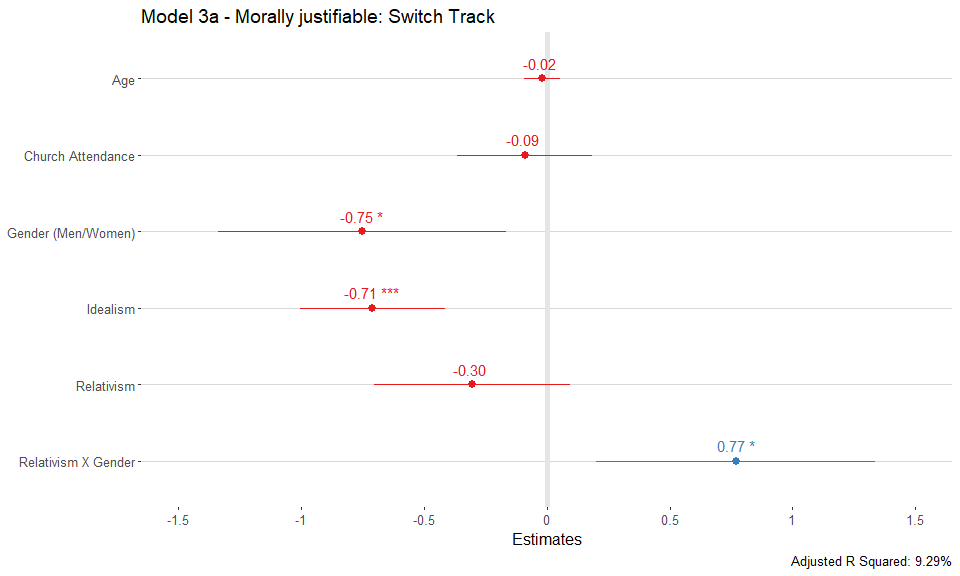 Model 3a - Morally justifiable: Switch Track
Age
-0.02
Church Attendance
-0.09
Gender (Men/Women)
-0.75 *
Idealism
-0.71 ***
Relativism
-0.30
Relativism X Gender
0.77 *
-1.5 -1 -0.5 0 0.5 1 1.5
Estimates
Adjusted R Squared: 9.29%